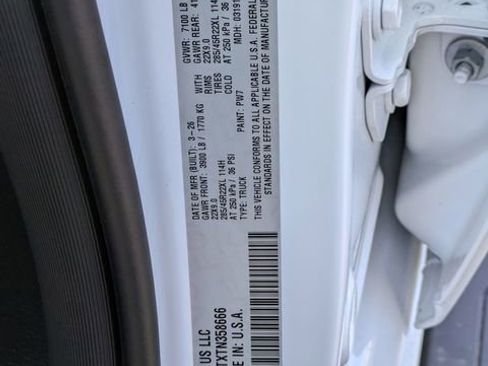 US LLC
DATE OF MFR (BUILT): 3-26
GVWR: 7100 LB
GAWR FRONT: 3900 LB / 1770 KG
WITH
GAWR REAR: 41
22X9.0
RIMS
22X9.0
285/45R22XL 114H
TIRES
285/45R22XL 114
AT 250 kPa / 36 PSI
COLD
AT 250 kPa / 36
TYPE: TRUCK
PAINT: PW7
MDH: 03191
THIS VEHICLE CONFORMS TO ALL APPLICABLE U.S.A. FEDERAL
STANDARDS IN EFFECT ON THE DATE OF MANUFACTUR
TXTN358666
E IN: U.S.A.